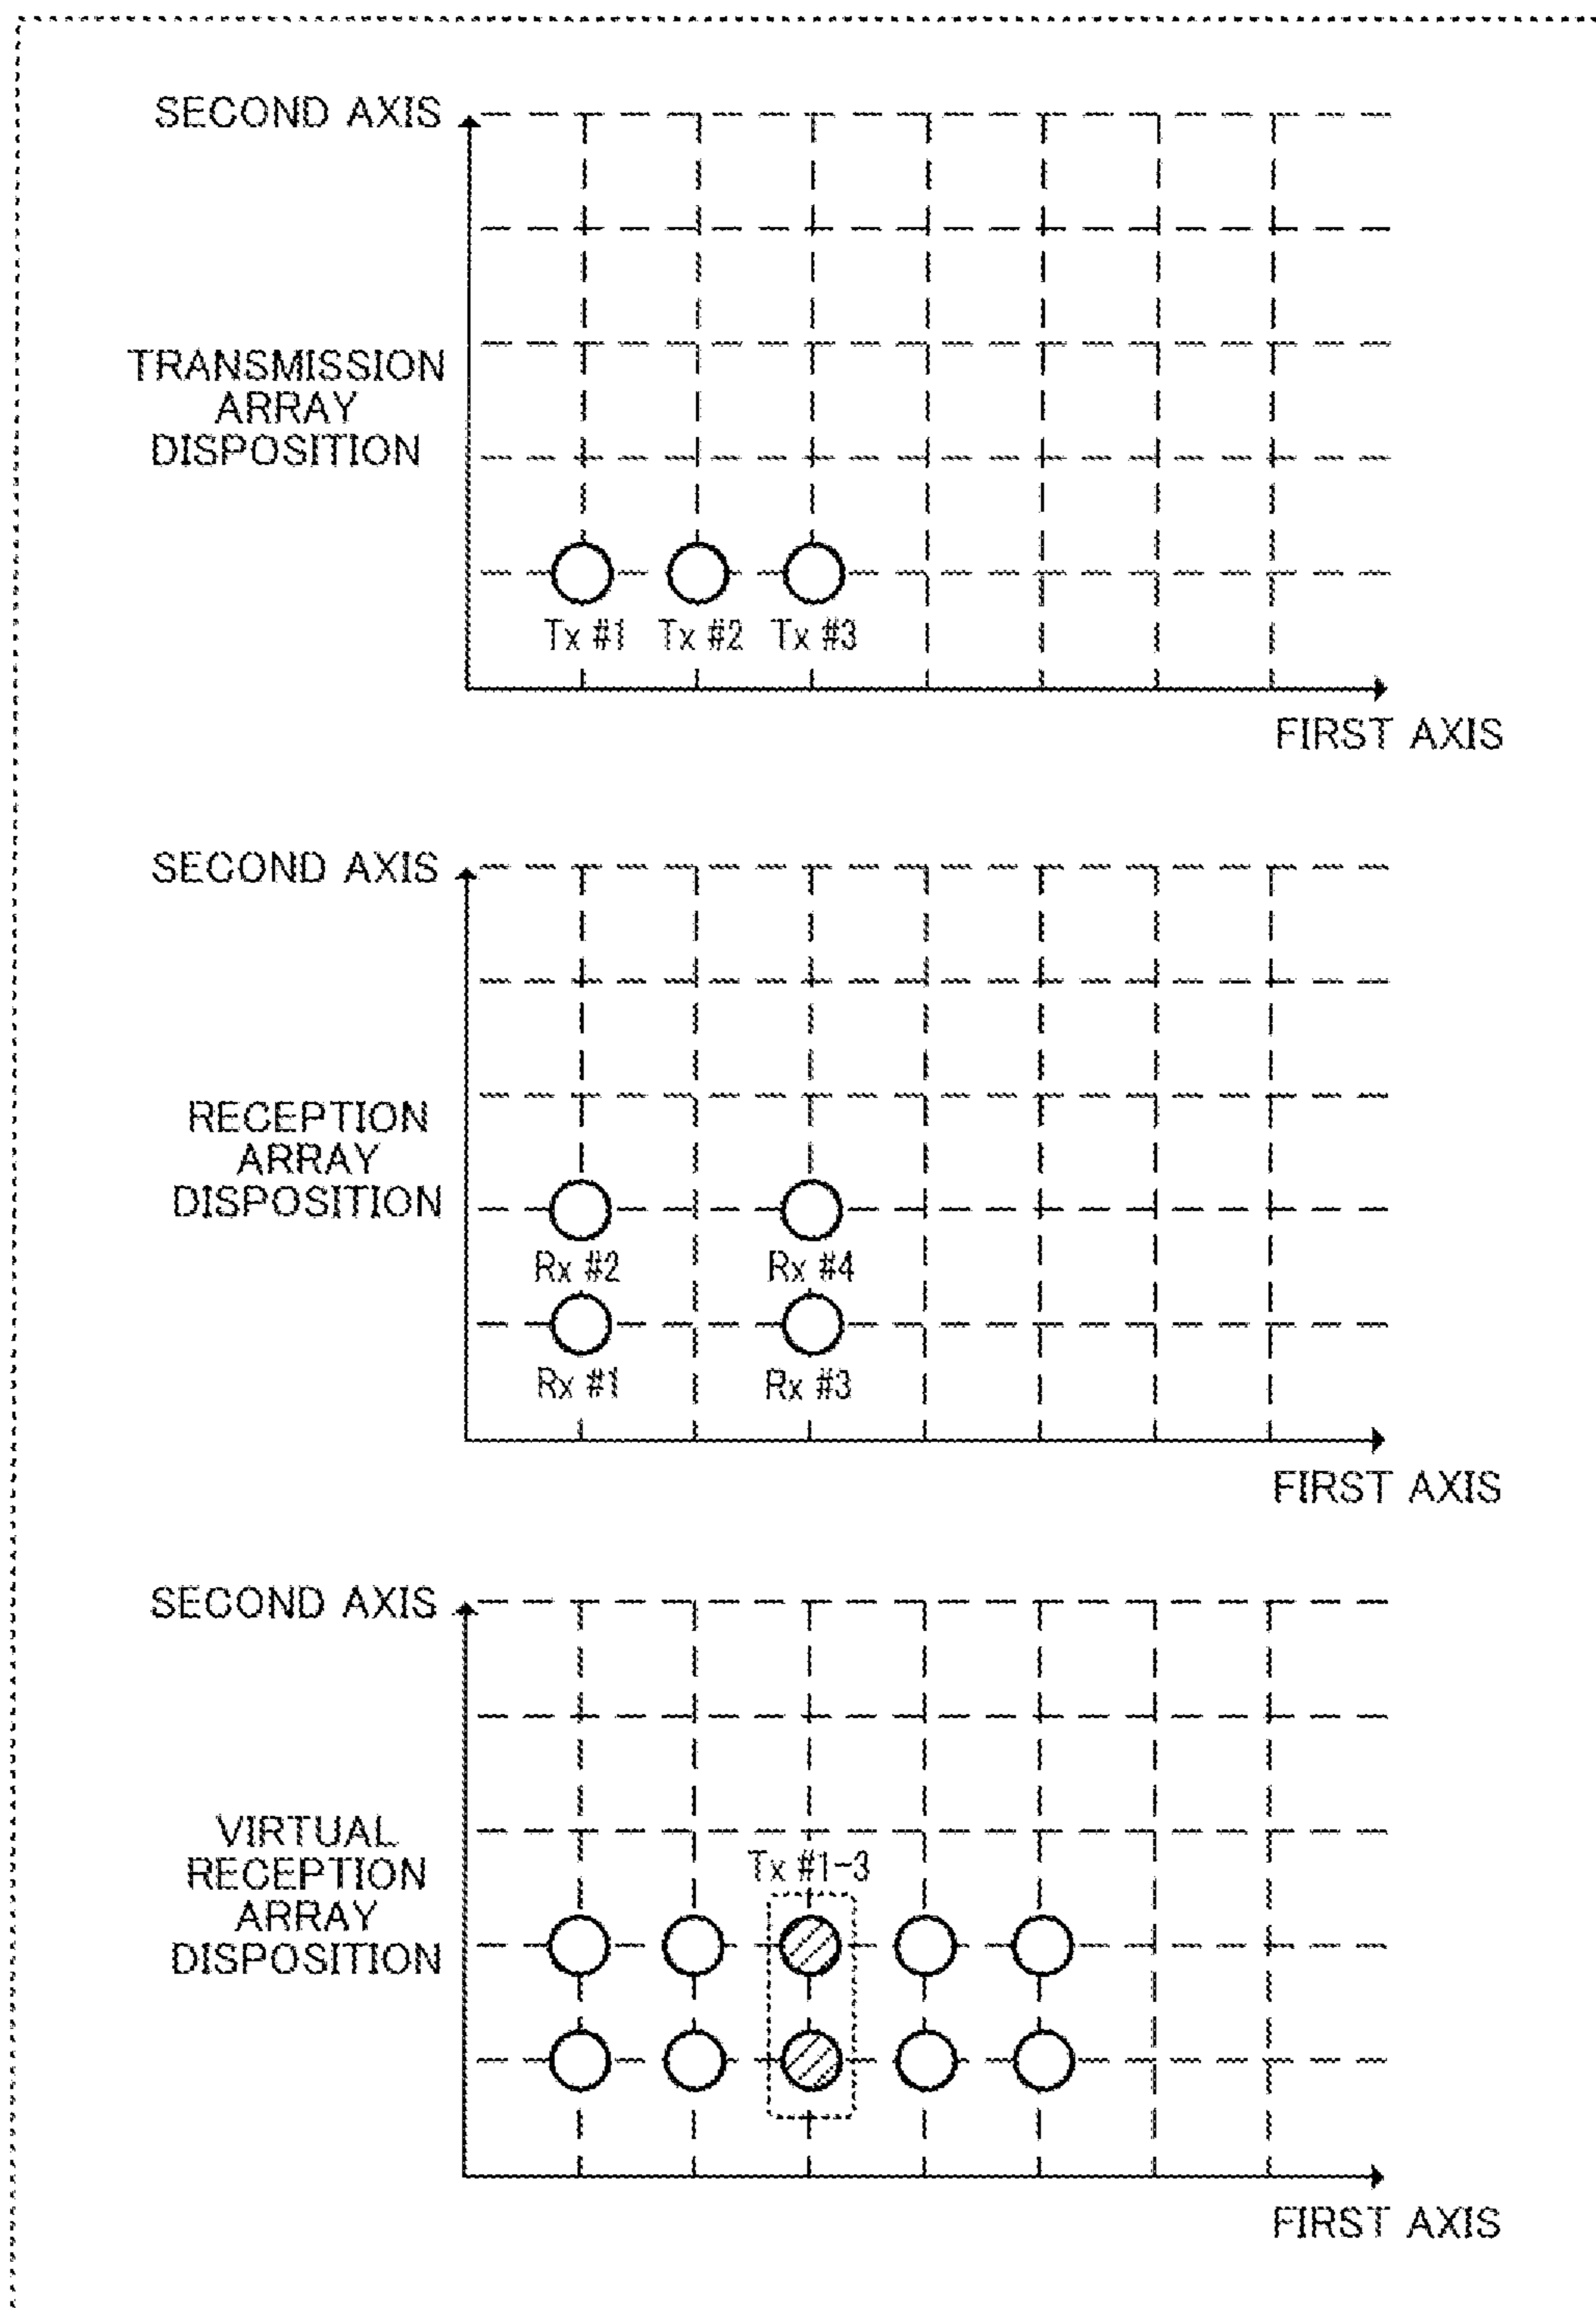 SECOND AXIS
TRANSMISSION
ARRAY
DISPOSITION
Tx #1 Tx #2 Tx #3
FIRST AXIS
SECOND AXIS
RECEPTION
ARRAY
DISPOSITION
Rx #2 Rx #4
Rx #1 Rx #3
FIRST AXIS
SECOND AXIS
VIRTUAL
RECEPTION
ARRAY
DISPOSITION
Tx #1-3
FIRST AXIS